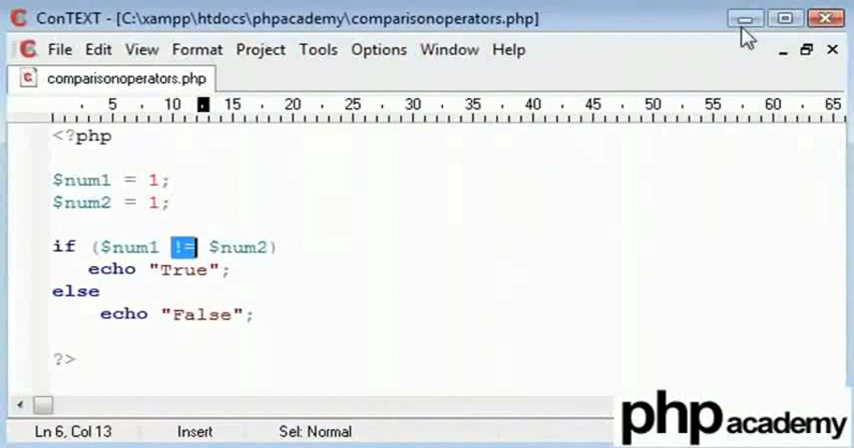 ConTEXT - [C:\xampp\htdocs\phpacademy\comparisonoperators.php]
File Edit View Format Project Tools Options Window Help
comparisonoperators.php
5 10 15 20 25 30 35 40 45 50 55 60 65
<?php
$num1 = 1;
$num2 = 1;
if ($num1 != $num2)
echo "True";
else
echo "False";
?>
Ln 6, Col 13 Insert Sel: Normal
php academy